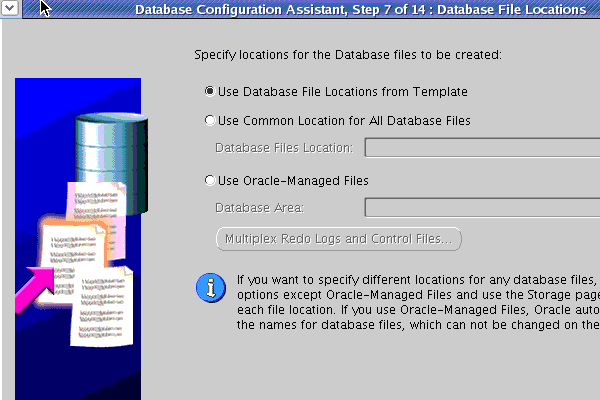 Database Configuration Assistant, Step 7 of 14 : Database File Locations
Specify locations for the Database files to be created:
Use Database File Locations from Template
Use Common Location for All Database Files
Database Files Location:
Use Oracle-Managed Files
Database Area:
Multiplex Redo Logs and Control Files...
If you want to specify different locations for any database files,
options except Oracle-Managed Files and use the Storage page
each file location. If you use Oracle-Managed Files, Oracle auto
the names for database files, which can not be changed on the